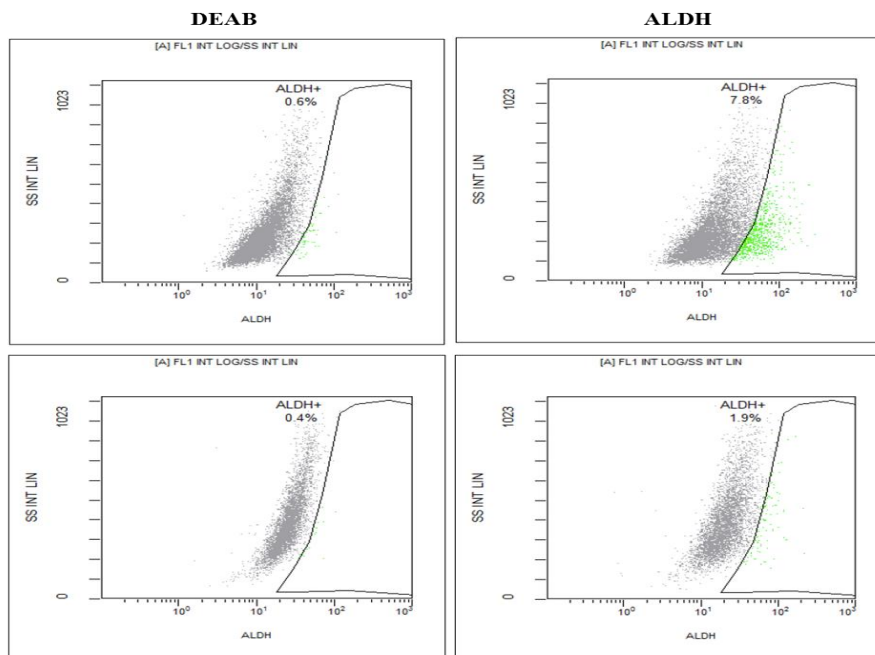 DEAB
ALDH
[A] FL1 INT LOG/SS INT LIN
ALDH+
0.6%
1023
SS INT LIN
0
10⁰ 10¹ 10² 10³
ALDH
[A] FL1 INT LOG/SS INT LIN
ALDH+
7.8%
1023
SS INT LIN
0
10⁰ 10¹ 10² 10³
ALDH
[A] FL1 INT LOG/SS INT LIN
ALDH+
0.4%
1023
SS INT LIN
0
10⁰ 10¹ 10² 10³
ALDH
[A] FL1 INT LOG/SS INT LIN
ALDH+
1.9%
1023
SS INT LIN
0
10⁰ 10¹ 10² 10³
ALDH